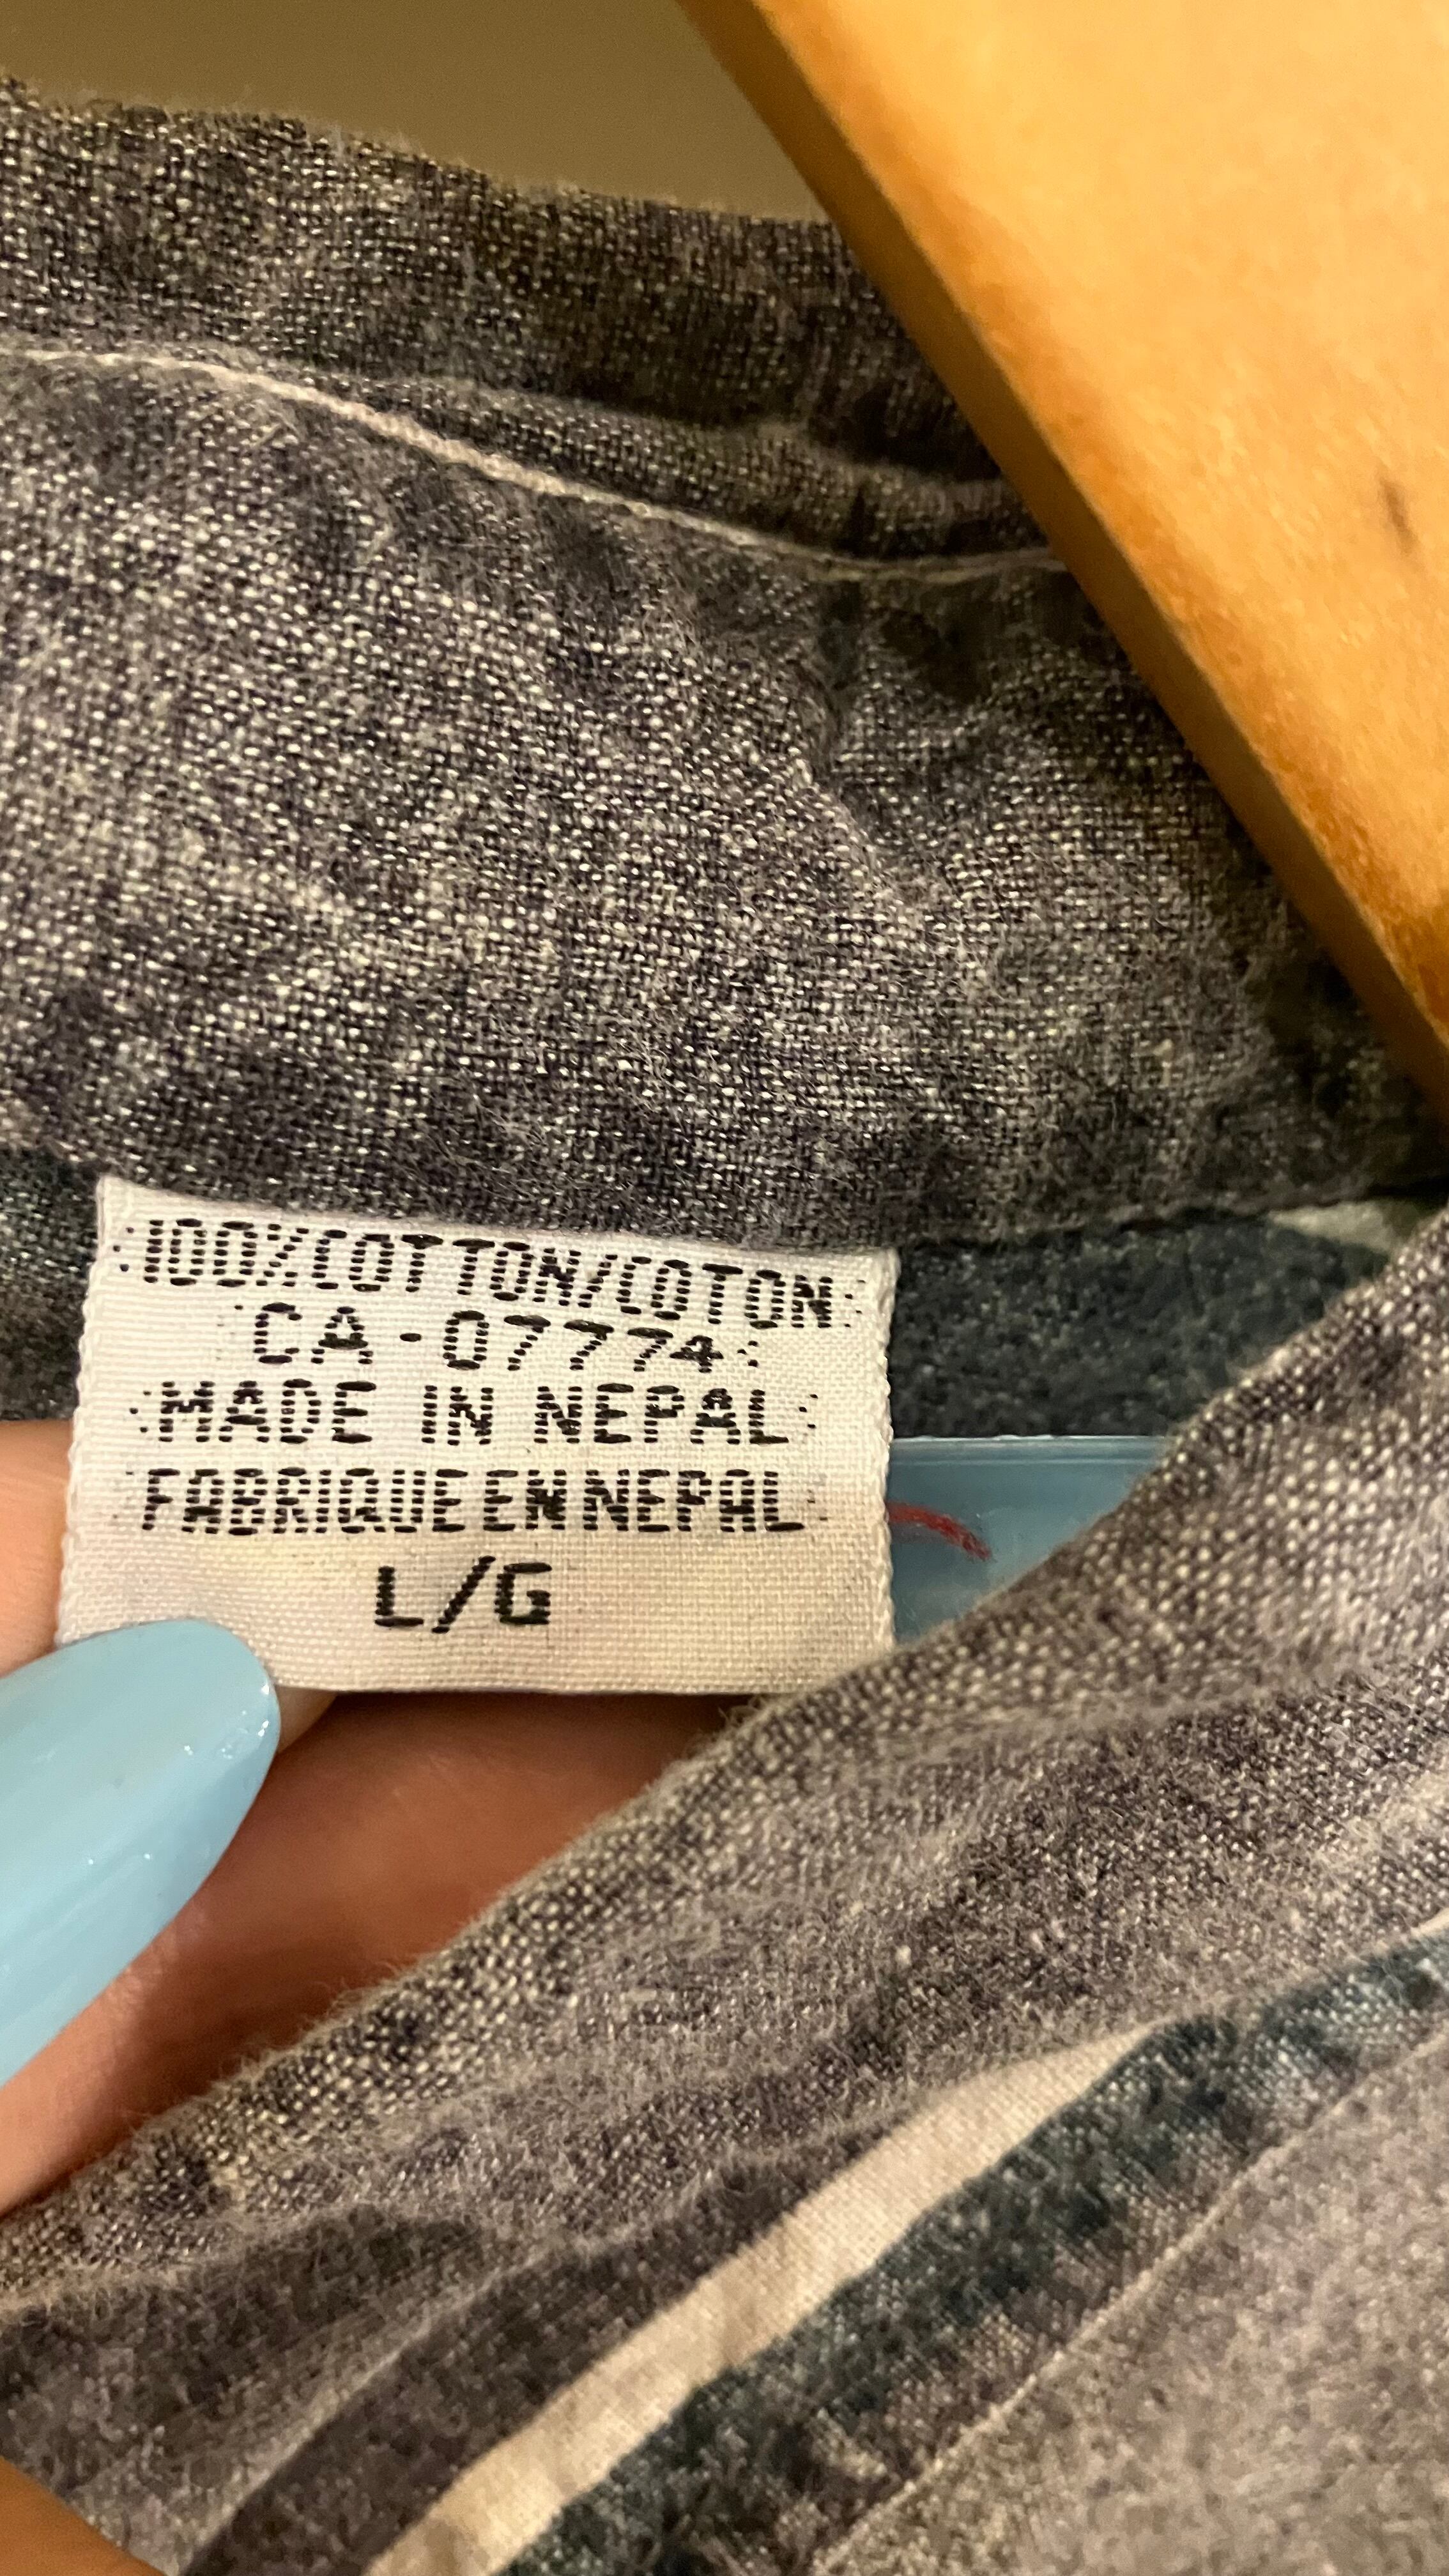 100% COTTON/COTON
CA-07774
MADE IN NEPAL
FABRIQUE EN NEPAL
L/G